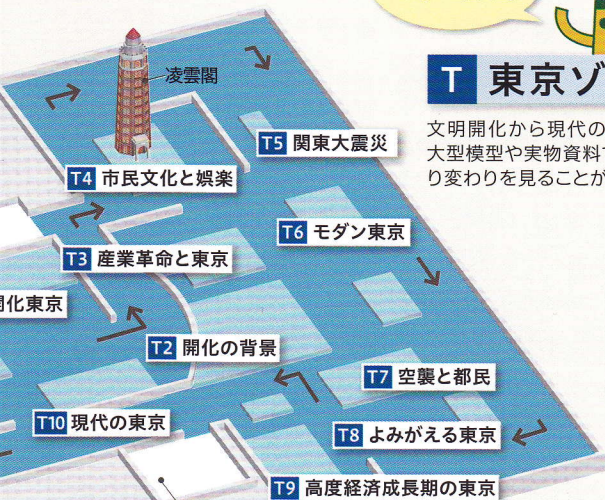 凌雲閣
T 東京ゾ
文明開化から現代の
大型模型や実物資料
り変わりを見ることが
T5 関東大震災
T4 市民文化と娯楽
T6 モダン東京
T3 産業革命と東京
化東京
T2 開化の背景
T7 空襲と都民
T10 現代の東京
T8 よみがえる東京
T9 高度経済成長期の東京